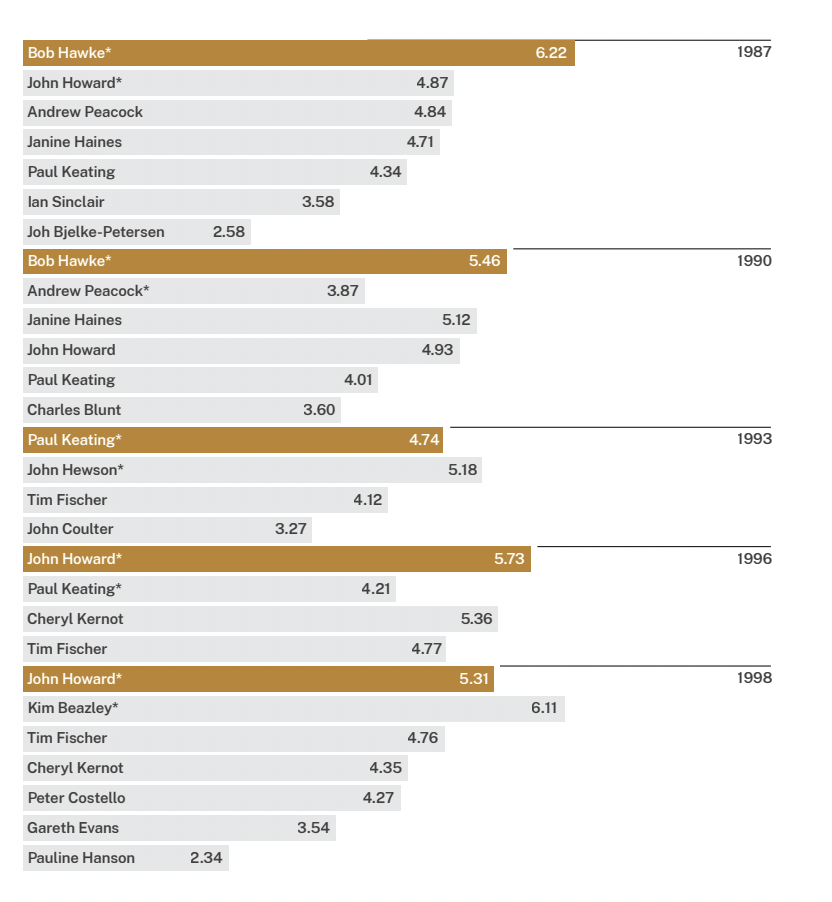 Bob Hawke* 6.22 1987
John Howard* 4.87
Andrew Peacock 4.84
Janine Haines 4.71
Paul Keating 4.34
Ian Sinclair 3.58
Joh Bjelke-Petersen 2.58
Bob Hawke* 5.46 1990
Andrew Peacock* 3.87
Janine Haines 5.12
John Howard 4.93
Paul Keating 4.01
Charles Blunt 3.60
Paul Keating* 4.74 1993
John Hewson* 5.18
Tim Fischer 4.12
John Coulter 3.27
John Howard* 5.73 1996
Paul Keating* 4.21
Cheryl Kernot 5.36
Tim Fischer 4.77
John Howard* 5.31 1998
Kim Beazley* 6.11
Tim Fischer 4.76
Cheryl Kernot 4.35
Peter Costello 4.27
Gareth Evans 3.54
Pauline Hanson 2.34